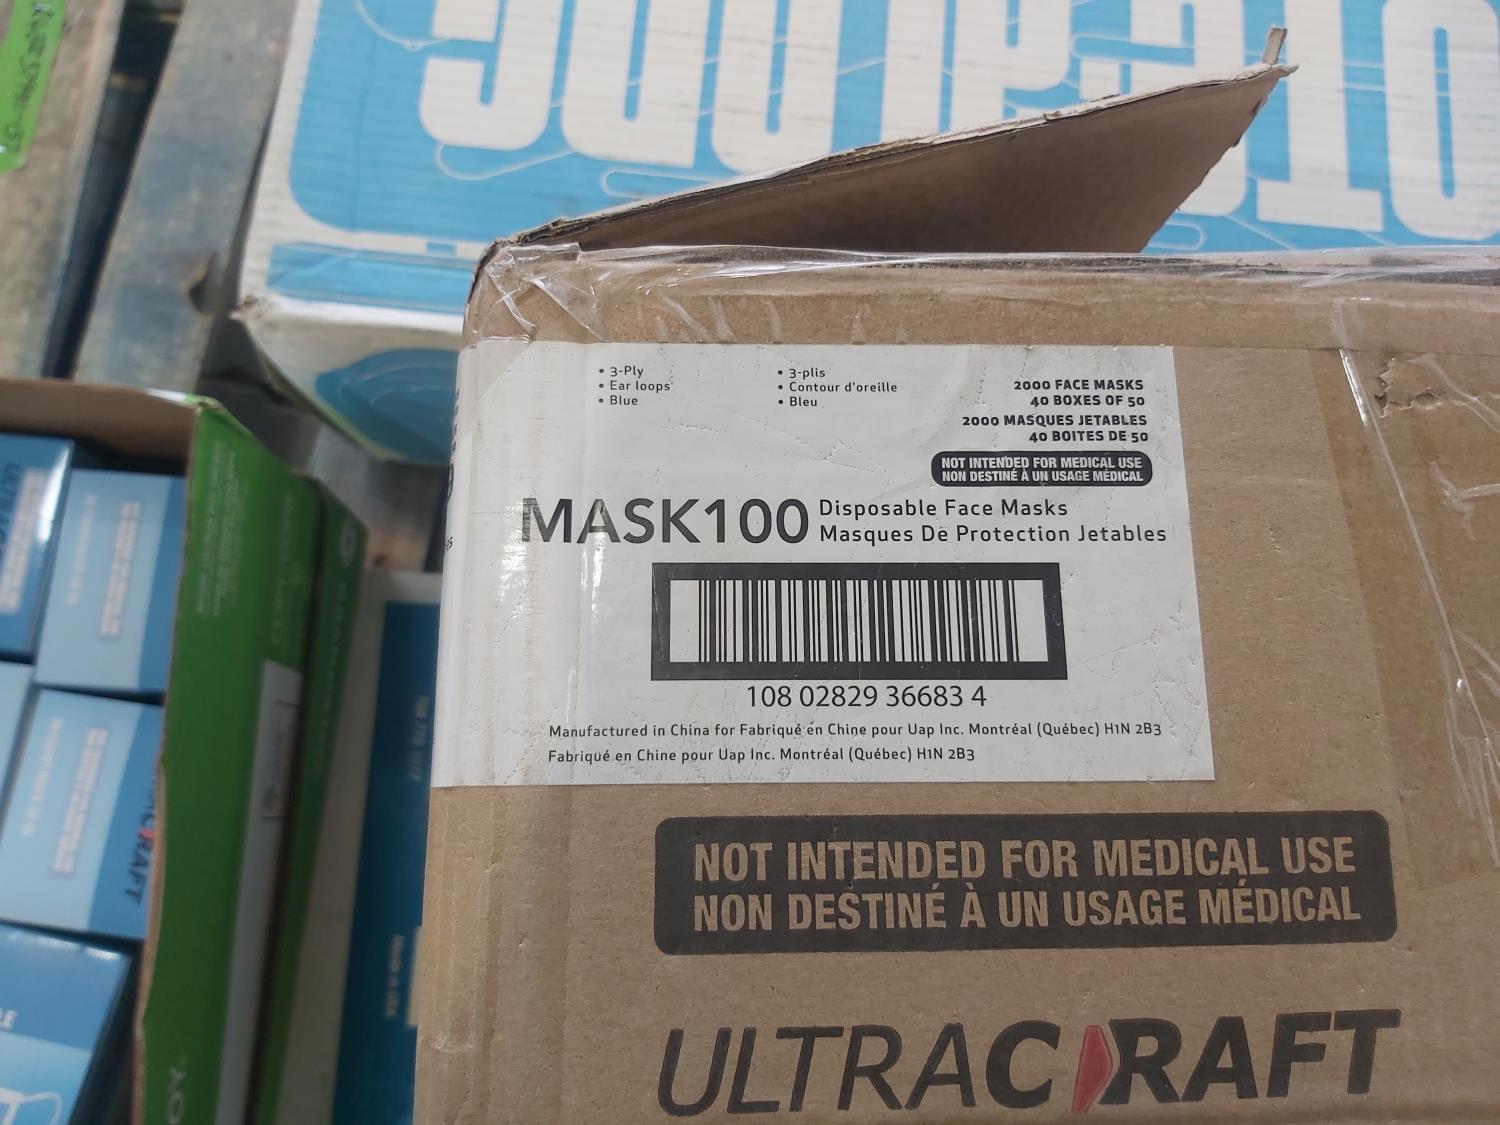 • 3-Ply
• Ear loops
• Blue
• 3-plis
• Contour d'oreille
• Bleu
2000 FACE MASKS
40 BOXES OF 50
2000 MASQUES JETABLES
40 BOITES DE 50
NOT INTENDED FOR MEDICAL USE
NON DESTINÉ À UN USAGE MÉDICAL
MASK100
Disposable Face Masks
Masques De Protection Jetables
108 02829 36683 4
Manufactured in China for Fabriqué en Chine pour Uap Inc. Montréal (Québec) H1N 2B3
Fabriqué en Chine pour Uap Inc. Montréal (Québec) H1N 2B3
NOT INTENDED FOR MEDICAL USE
NON DESTINÉ À UN USAGE MÉDICAL
ULTRACRAFT